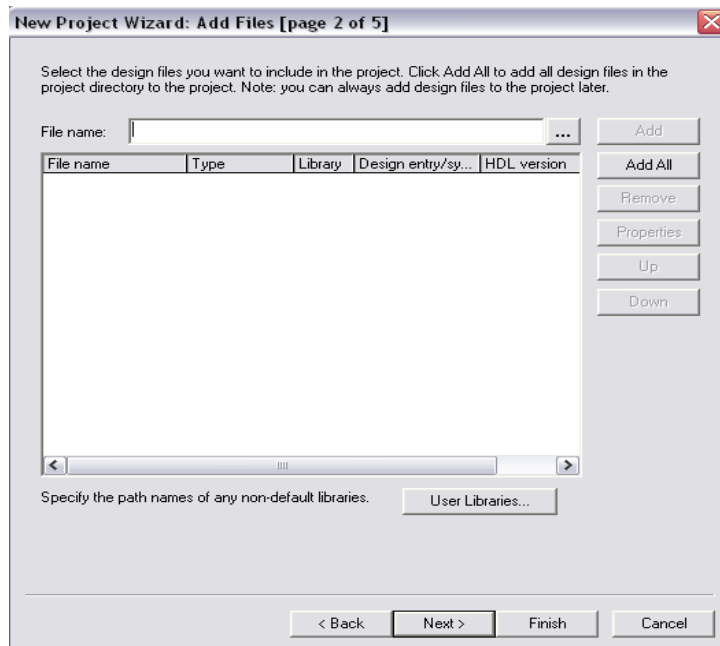 New Project Wizard: Add Files [page 2 of 5]
Select the design files you want to include in the project. Click Add All to add all design files in the
project directory to the project. Note: you can always add design files to the project later.
File name:
...
Add
File name Type Library Design entry/sy... HDL version
Add All
Remove
Properties
Up
Down
Specify the path names of any non-default libraries.
User Libraries...
< Back Next > Finish Cancel